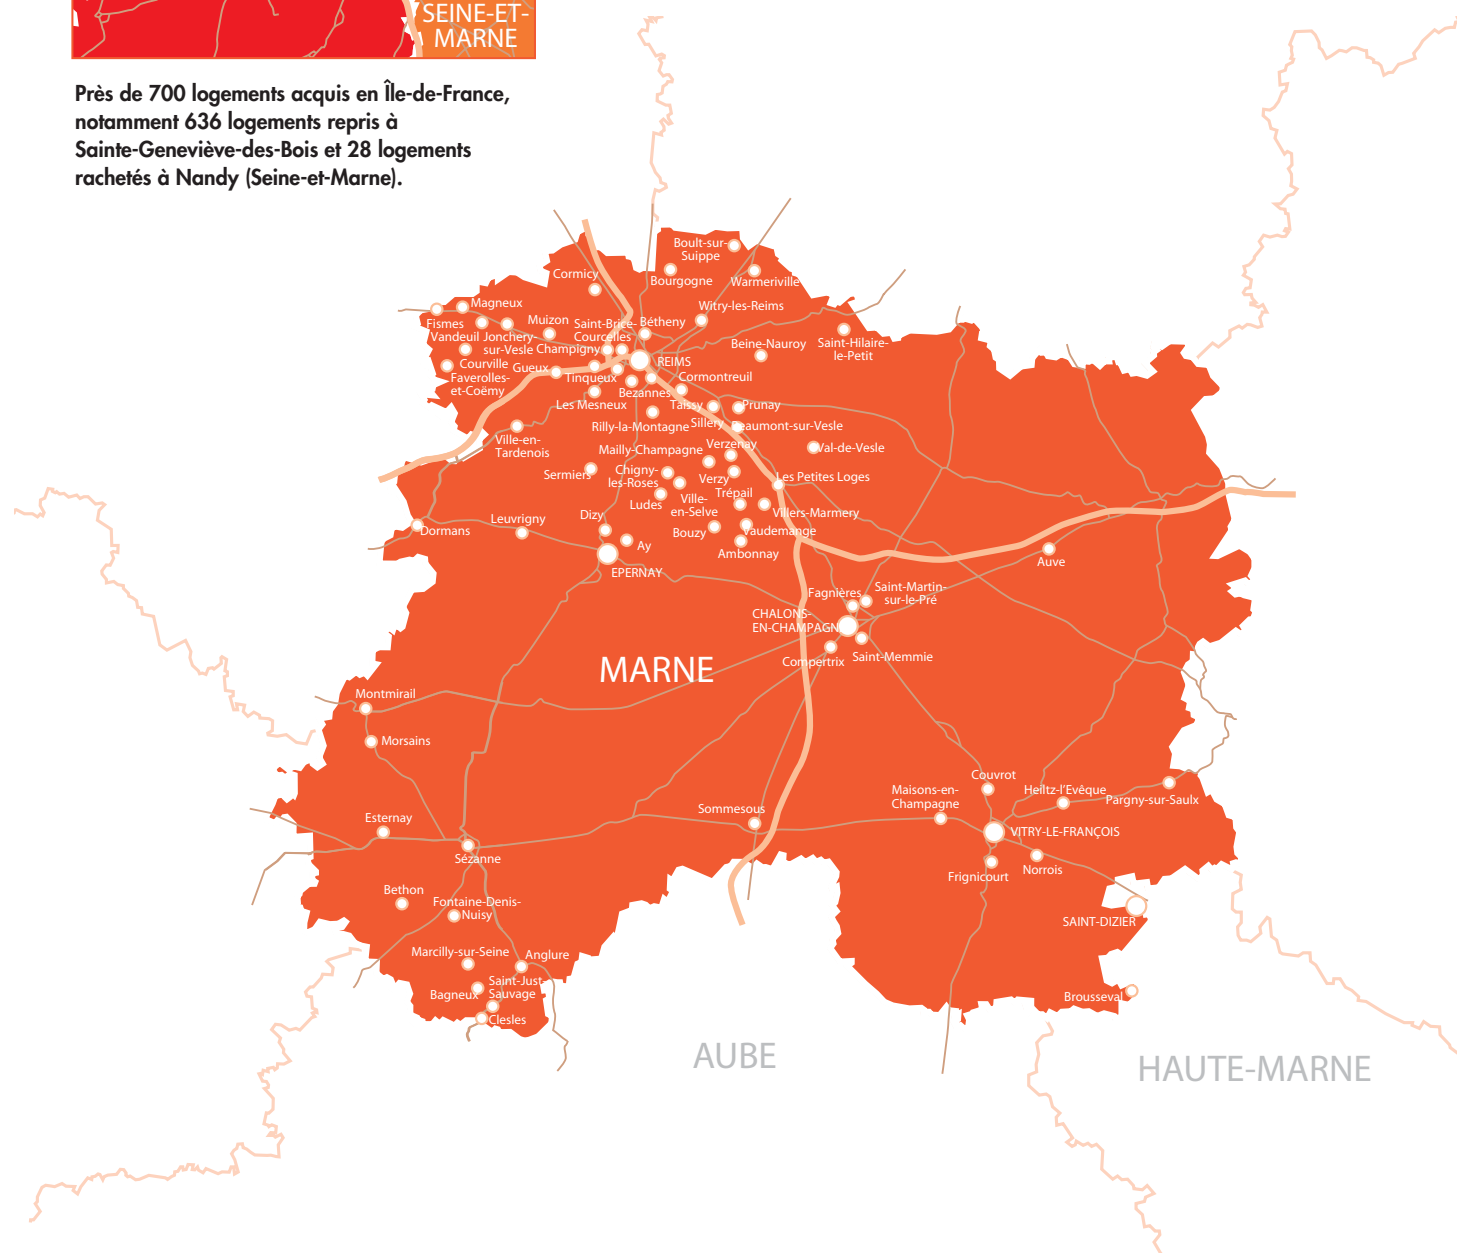 SEINE-ET-
MARNE
Près de 700 logements acquis en Île-de-France,
notamment 636 logements repris à
Sainte-Geneviève-des-Bois et 28 logements
rachetés à Nandy (Seine-et-Marne).
Boult-sur-
Suippe
Cormicy
Bourgogne
Warmeriville
Magneux
Witry-les-Reims
Fismes
Muizon
Saint-Brice-
Courcelles
Bétheny
Vandeuil
Jonchery-
sur-Vesle
Champigny
Beine-Nauroy
Saint-Hilaire-
le-Petit
Courville
Gueux
REIMS
Faverolles-
et-Coëmy
Tinqueux
Cormontreuil
Bezannes
Les Mesneux
Taissy
Prunay
Rilly-la-Montagne
Sillery
Beaumont-sur-Vesle
Ville-en-
Tardenois
Mailly-Champagne
Verzenay
Val-de-Vesle
Sermiers
Chigny-
les-Roses
Verzy
Les Petites Loges
Ludes
Ville-
en-Selve
Trépail
Villers-Marmery
Dormans
Leuvrigny
Dizy
Bouzy
Vaudemange
Ay
Ambonnay
Auve
EPERNAY
Fagnières
Saint-Martin-
sur-le-Pré
CHALONS-
EN-CHAMPAGNE
Compertrix
Saint-Memmie
MARNE
Montmirail
Morsains
Couvrot
Maisons-en-
Champagne
Heiltz-l'Evêque
Pargny-sur-Saulx
Sommesous
Esternay
VITRY-LE-FRANÇOIS
Sézanne
Frignicourt
Norrois
Bethon
Fontaine-Denis-
Nuisy
SAINT-DIZIER
Marcilly-sur-Seine
Anglure
Bagneux
Saint-Just-
Sauvage
Brousseval
Clesles
AUBE
HAUTE-MARNE